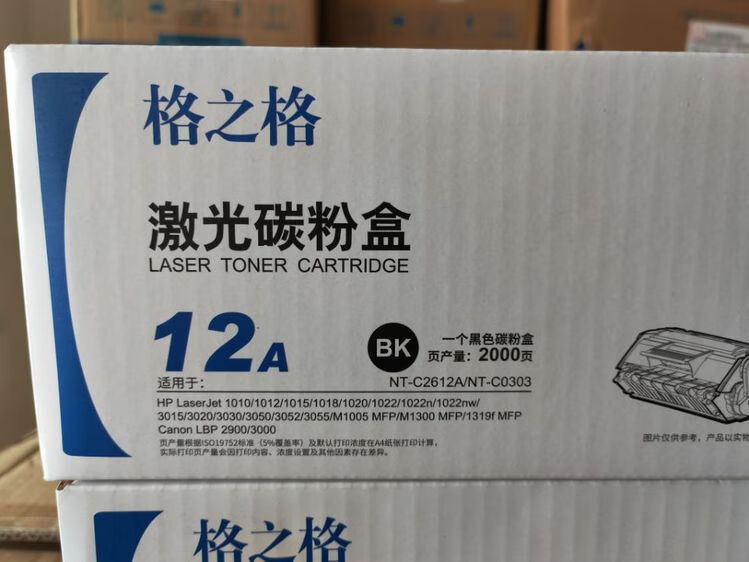 格之格
激光碳粉盒
LASER TONER CARTRIDGE
12A
BK
一个黑色碳粉盒
页产量：2000页
适用于：
NT-C2612A/NT-C0303
HP LaserJet 1010/1012/1015/1018/1020/1022/1022n/1022nw/
3015/3020/3030/3050/3052/3055/M1005 MFP/M1300 MFP/1319f MFP
Canon LBP 2900/3000
页产量根据ISO19752标准（5%覆盖率）及默认打印浓度在A4纸张打印计算，
实际打印页产量会因打印内容、浓度设置及其他因素存在差异。
图片仅供参考，产品以实物
格之格